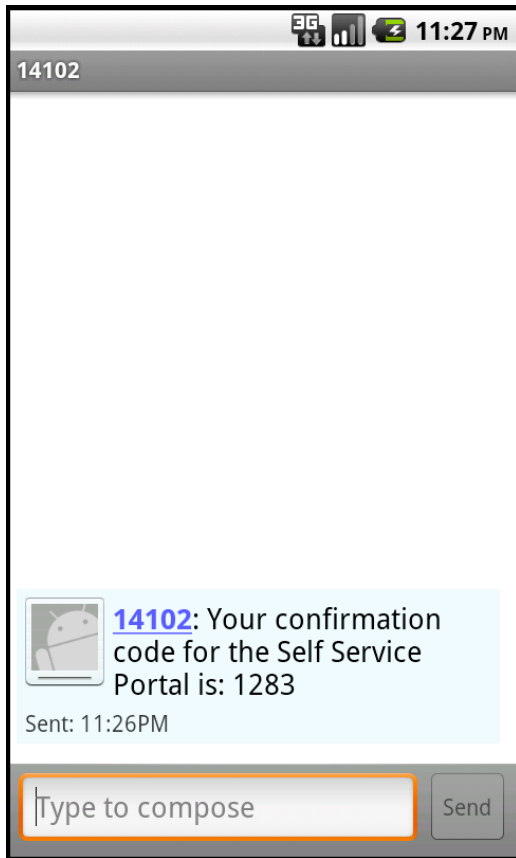 3G 11:27 PM
14102
14102: Your confirmation
code for the Self Service
Portal is: 1283
Sent: 11:26PM
Type to compose
Send